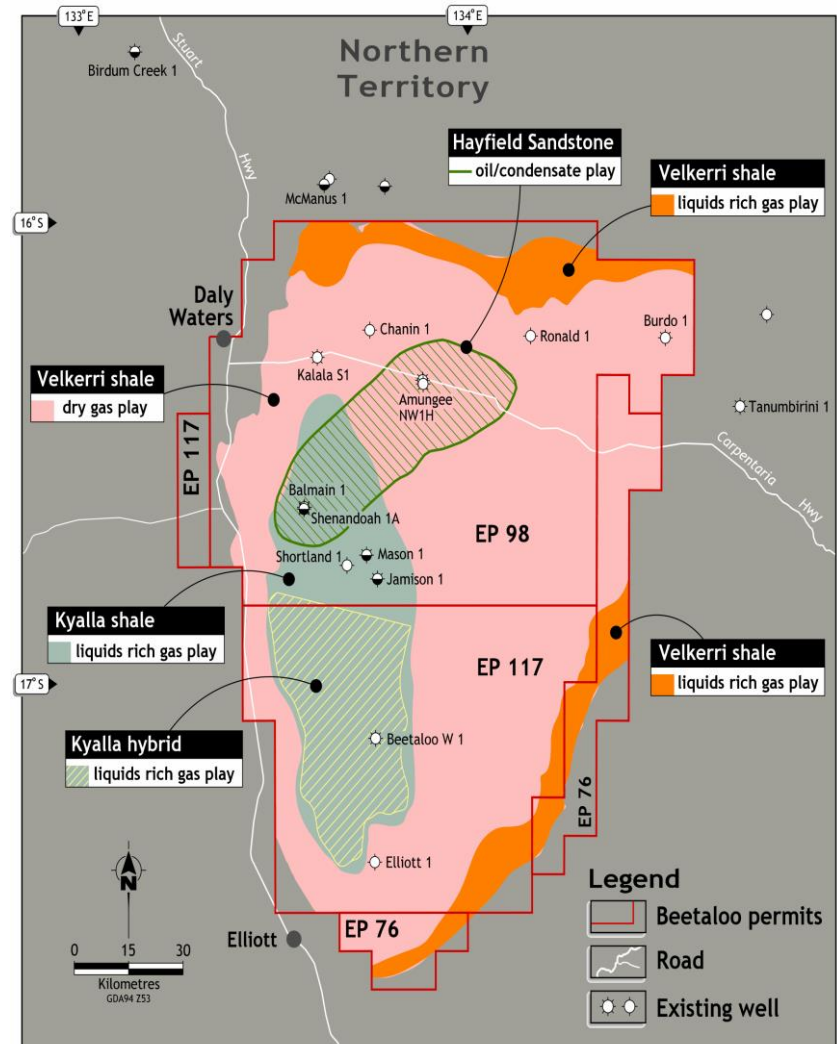 133°E
134°E
Birdum Creek 1
Stuart
Hwy
Northern
Territory
Hayfield Sandstone
oil/condensate play
Velkerri shale
liquids rich gas play
McManus 1
16°S
Daly
Waters
Chanin 1
Ronald 1
Burdo 1
Kalala S1
Velkerri shale
dry gas play
Amungee
NW1H
Tanumbirini 1
Carpentaria
Hwy
EP 117
Balmain 1
Shenandoah 1A
EP 98
Shortland 1
Mason 1
Jamison 1
Kyalla shale
liquids rich gas play
Velkerri shale
liquids rich gas play
EP 117
17°S
Kyalla hybrid
liquids rich gas play
Beetaloo W 1
EP 76
Elliott 1
N
Legend
Beetaloo permits
EP 76
Elliott
0 15 30
Kilometres
GDA94 Z53
Road
Existing well